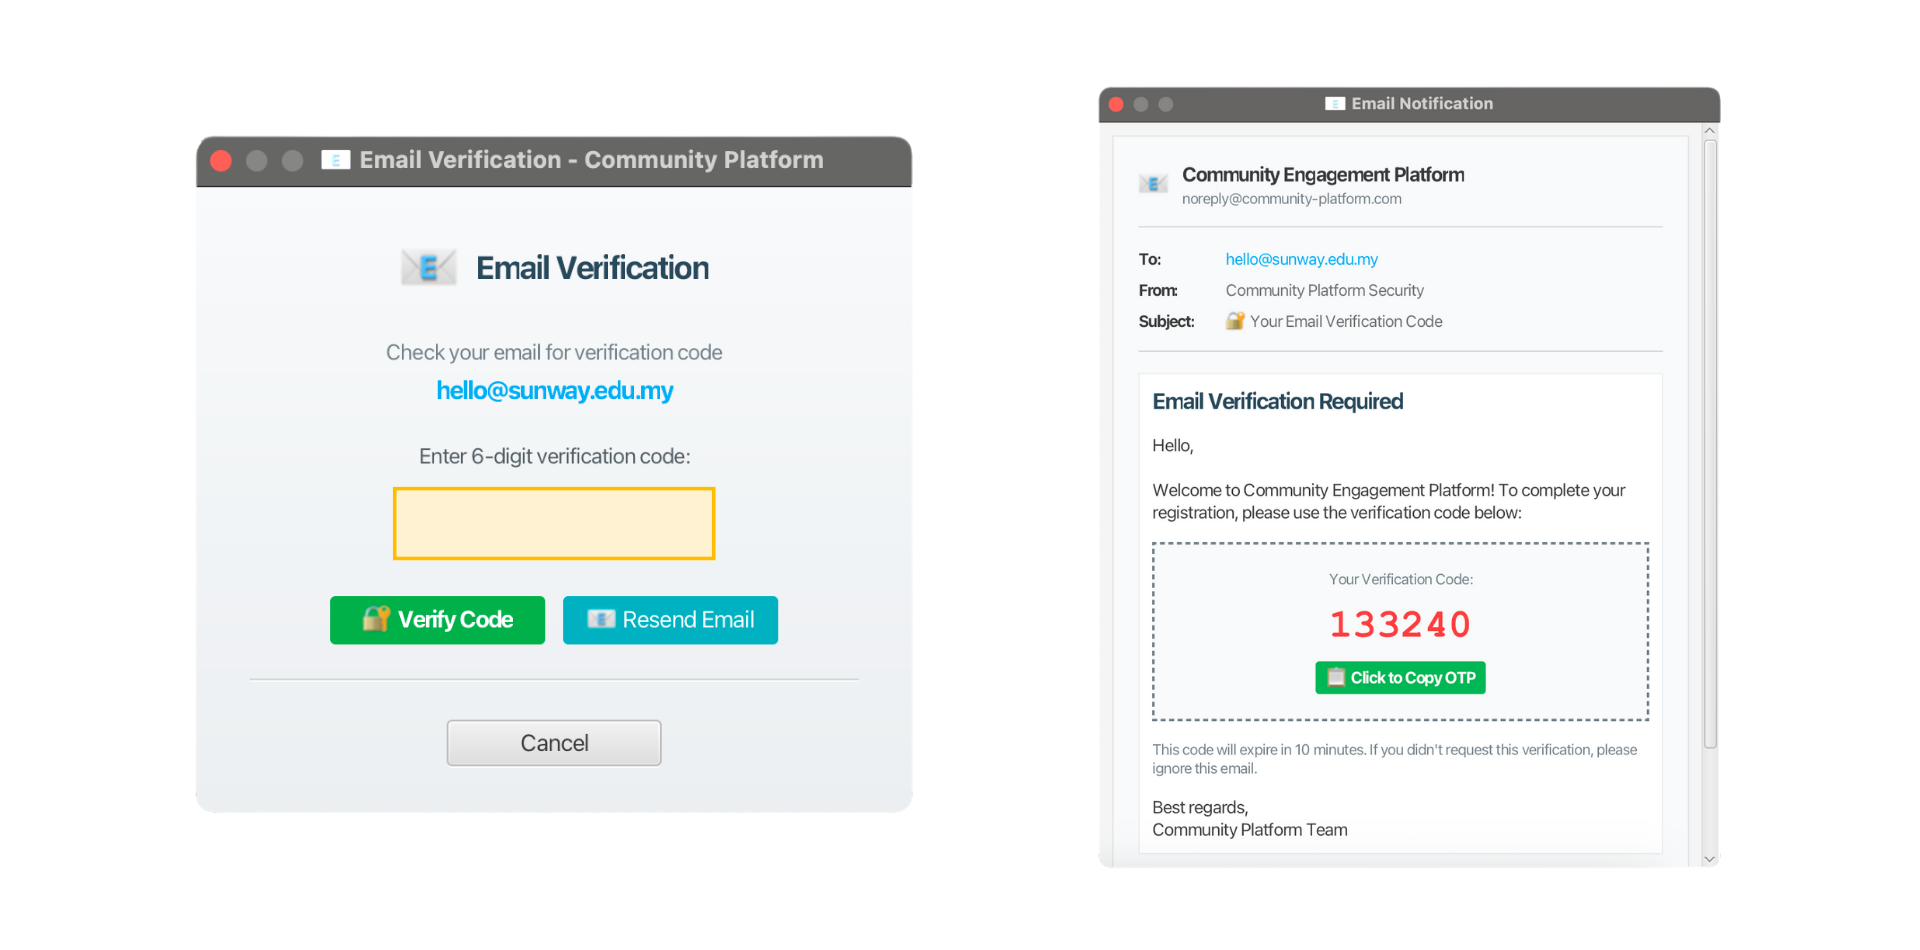 Email Verification - Community Platform
Email Verification
Check your email for verification code
hello@sunway.edu.my
Enter 6-digit verification code:
Verify Code
Resend Email
Cancel
Email Notification
Community Engagement Platform
noreply@community-platform.com
To: hello@sunway.edu.my
From: Community Platform Security
Subject: Your Email Verification Code
Email Verification Required
Hello,
Welcome to Community Engagement Platform! To complete your
registration, please use the verification code below:
Your Verification Code:
133240
Click to Copy OTP
This code will expire in 10 minutes. If you didn't request this verification, please
ignore this email.
Best regards,
Community Platform Team